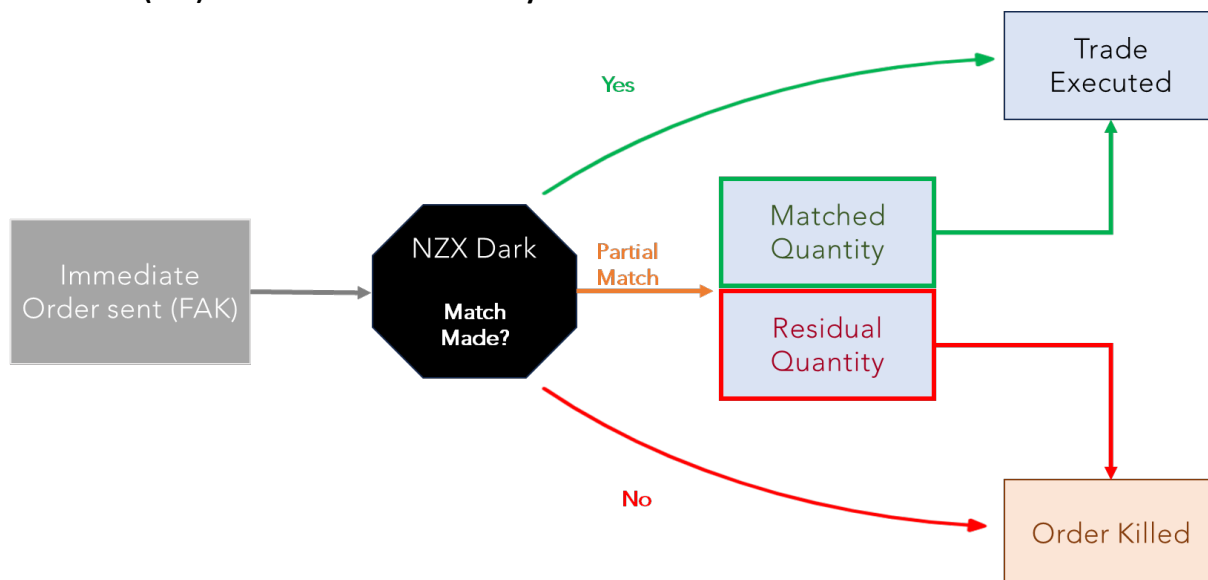 Trade
Executed
Yes
Matched
Quantity
NZX Dark
Match
Made?
Partial
Match
Immediate
Order sent (FAK)
Residual
Quantity
No
Order Killed